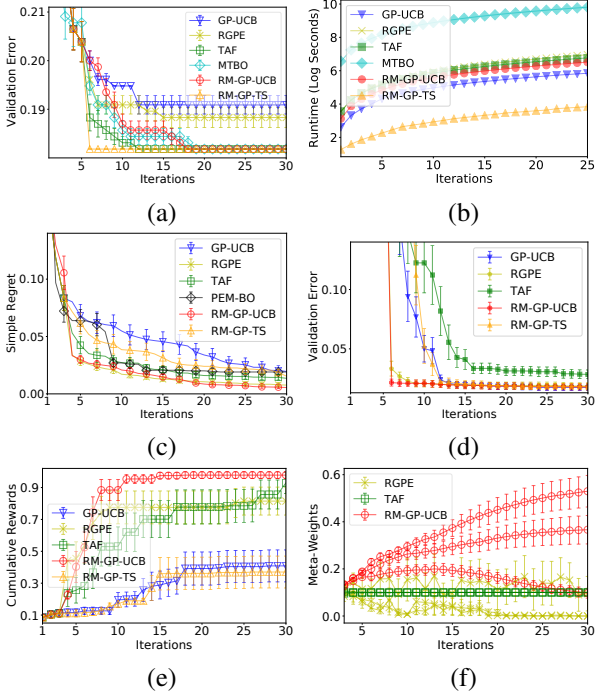 0.21
0.20
0.19
Validation Error
GP-UCB
RGPE
TAF
MTBO
RM-GP-UCB
RM-GP-TS
5 10 15 20 25 30
Iterations
(a)
10
8
6
4
2
Runtime (Log Seconds)
GP-UCB
RGPE
TAF
MTBO
RM-GP-UCB
RM-GP-TS
1 5 10 15 20 25
Iterations
(b)
0.10
0.05
0.00
Simple Regret
GP-UCB
RGPE
TAF
PEM-BO
RM-GP-UCB
RM-GP-TS
1 5 10 15 20 25 30
Iterations
(c)
0.10
0.05
Validation Error
GP-UCB
RGPE
TAF
RM-GP-UCB
RM-GP-TS
1 5 10 15 20 25 30
Iterations
(d)
0.9
0.7
0.5
0.3
0.1
Cumulative Rewards
GP-UCB
RGPE
TAF
RM-GP-UCB
RM-GP-TS
1 5 10 15 20 25 30
Iterations
(e)
0.6
0.4
0.2
0.0
Meta-Weights
RGPE
TAF
RM-GP-UCB
1 5 10 15 20 25 30
Iterations
(f)